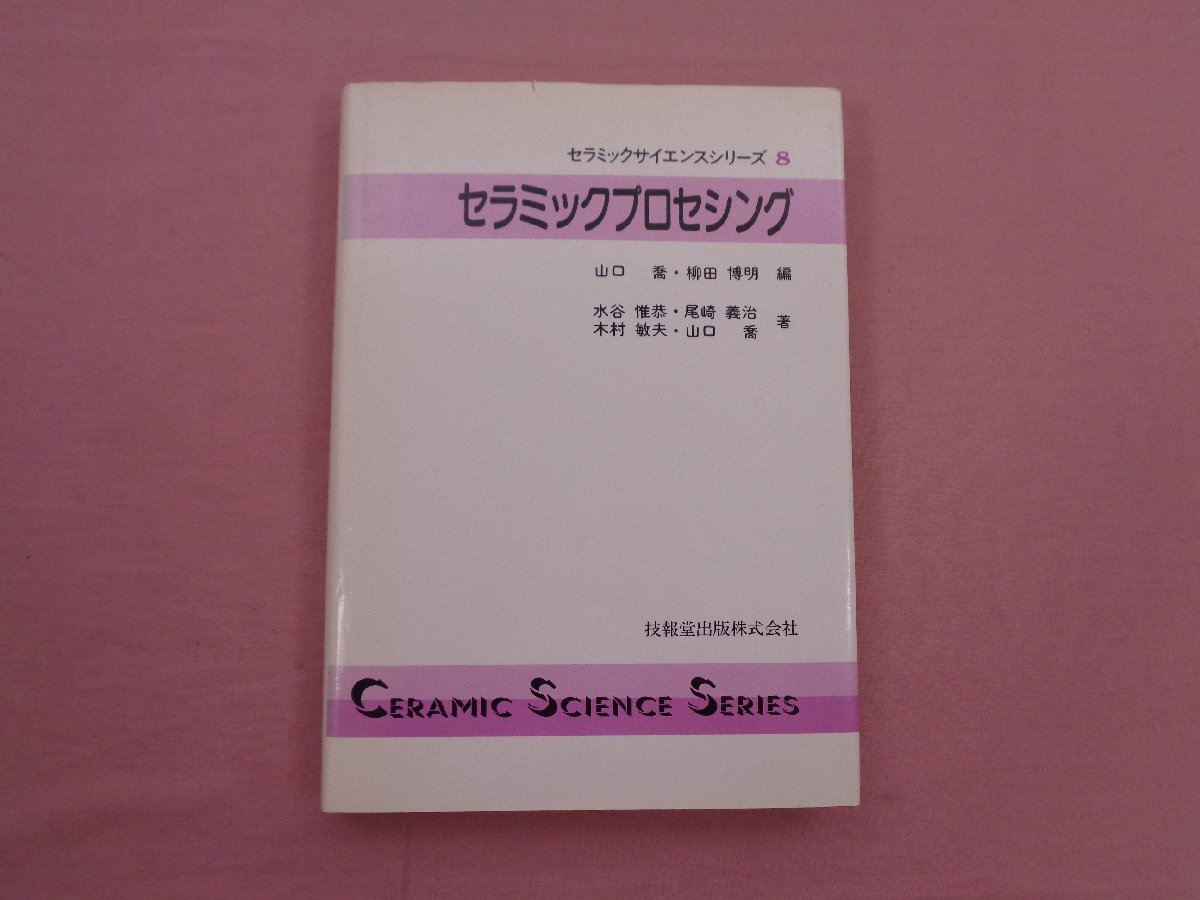 セラミックサイエンスシリーズ 8
セラミックプロセシング
山口 喬・柳田 博明 編
水谷 惟恭・尾崎 義治
木村 敏夫・山口 喬 著
技報堂出版株式会社
CERAMIC SCIENCE SERIES